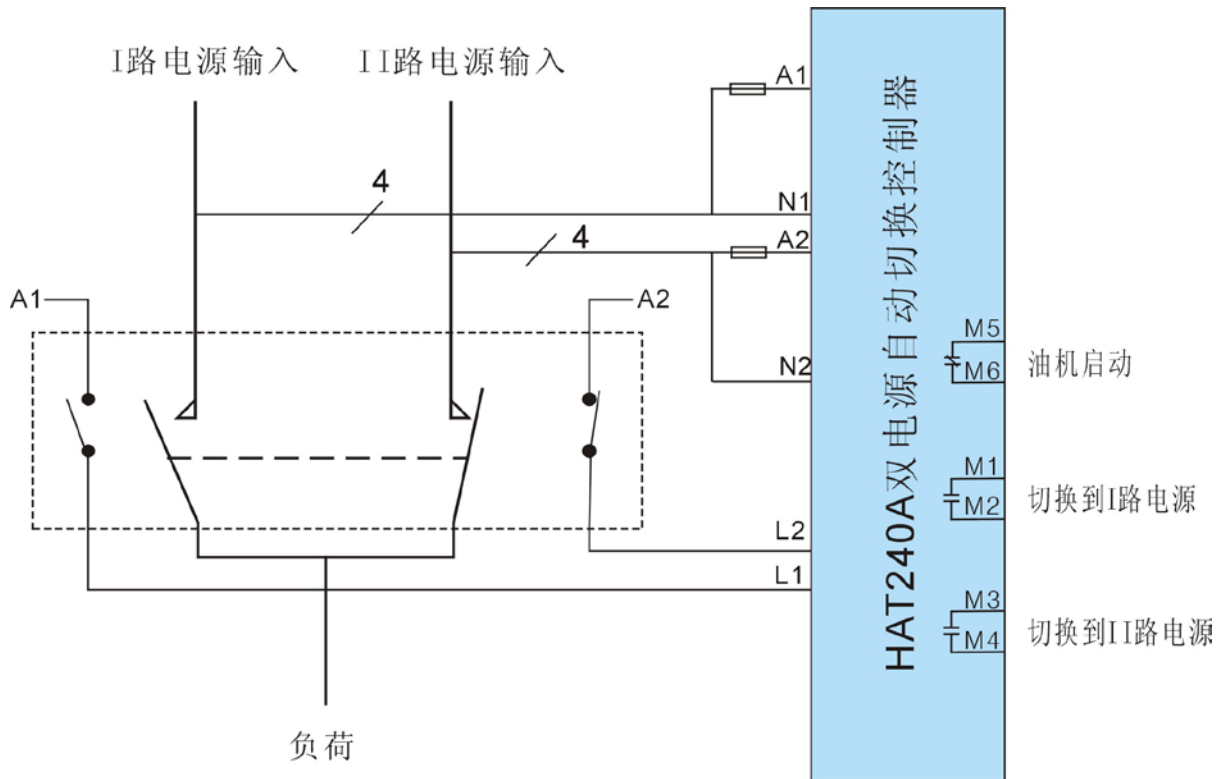 I路电源输入
II路电源输入
A1
4
N1
4
A2
A1
A2
N2
L2
L1
HAT240A双电源自动切换控制器
M5
M6
油机启动
M1
M2
切换到I路电源
M3
M4
切换到II路电源
负荷